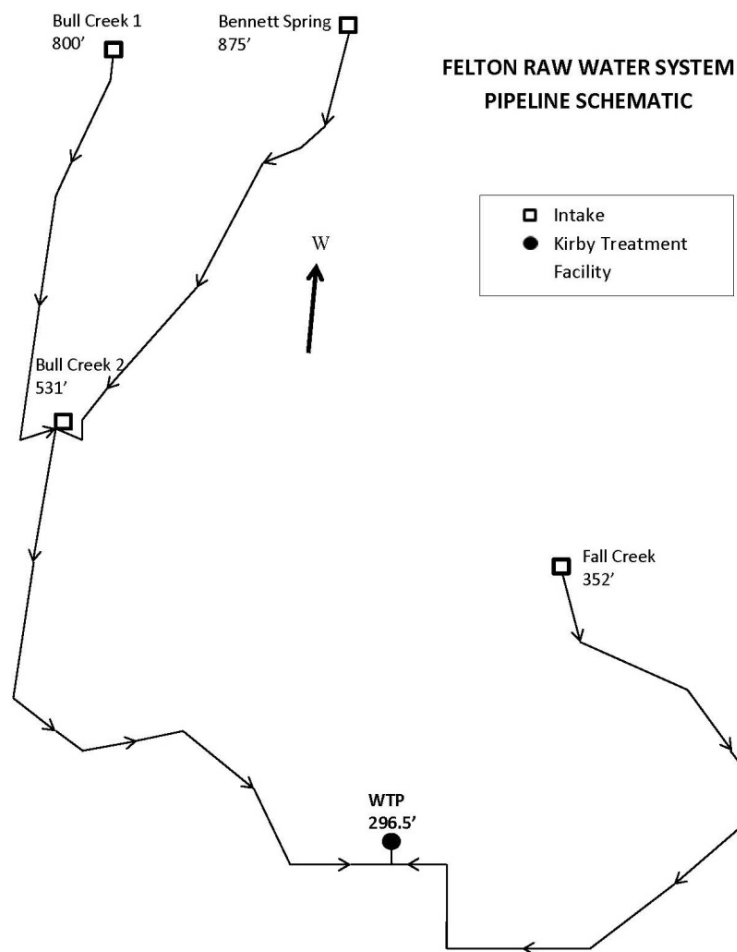 Bull Creek 1
800’
Bennett Spring
875’
FELTON RAW WATER SYSTEM
PIPELINE SCHEMATIC
Intake
Kirby Treatment
Facility
W
Bull Creek 2
531’
Fall Creek
352’
WTP
296.5’